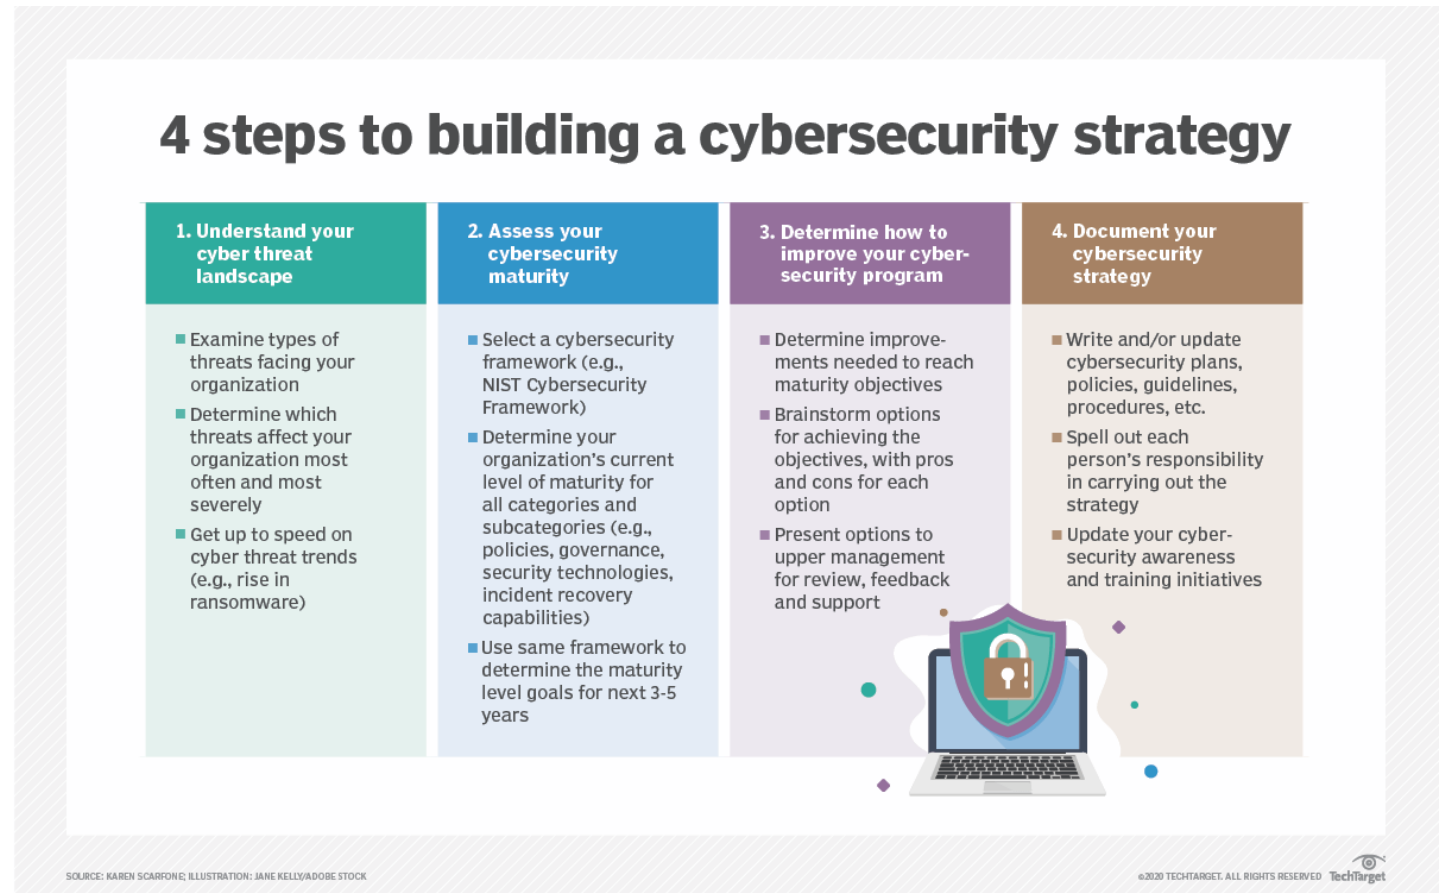 4 steps to building a cybersecurity strategy
1. Understand your
cyber threat
landscape
Examine types of
threats facing your
organization
Determine which
threats affect your
organization most
often and most
severely
Get up to speed on
cyber threat trends
(e.g., rise in
ransomware)
2. Assess your
cybersecurity
maturity
Select a cybersecurity
framework (e.g.,
NIST Cybersecurity
Framework)
Determine your
organization’s current
level of maturity for
all categories and
subcategories (e.g.,
policies, governance,
security technologies,
incident recovery
capabilities)
Use same framework to
determine the maturity
level goals for next 3-5
years
3. Determine how to
improve your cyber-
security program
Determine improve-
ments needed to reach
maturity objectives
Brainstorm options
for achieving the
objectives, with pros
and cons for each
option
Present options to
upper management
for review, feedback
and support
4. Document your
cybersecurity
strategy
Write and/or update
cybersecurity plans,
policies, guidelines,
procedures, etc.
Spell out each
person’s responsibility
in carrying out the
strategy
Update your cyber-
security awareness
and training initiatives
SOURCE: KAREN SCARFONE; ILLUSTRATION: JANE KELLY/ADOBE STOCK
©2020 TECHTARGET. ALL RIGHTS RESERVED TechTarget